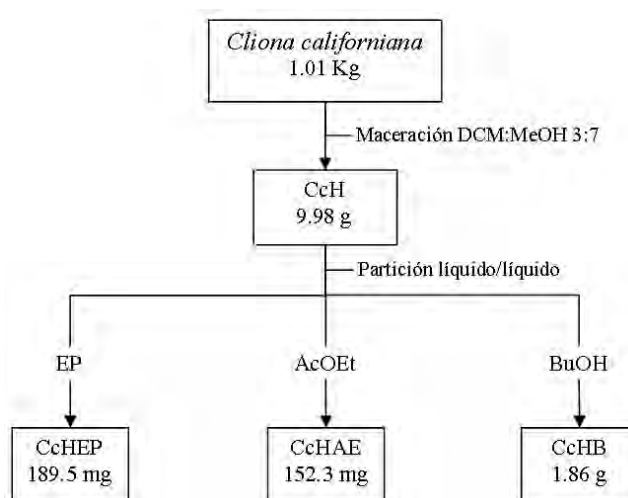 Cliona californiana
1.01 Kg
Maceración DCM:MeOH 3:7
CcH
9.98 g
Partición líquido/líquido
EP
AcOEt
BuOH
CcHEP
189.5 mg
CcHAE
152.3 mg
CcHB
1.86 g